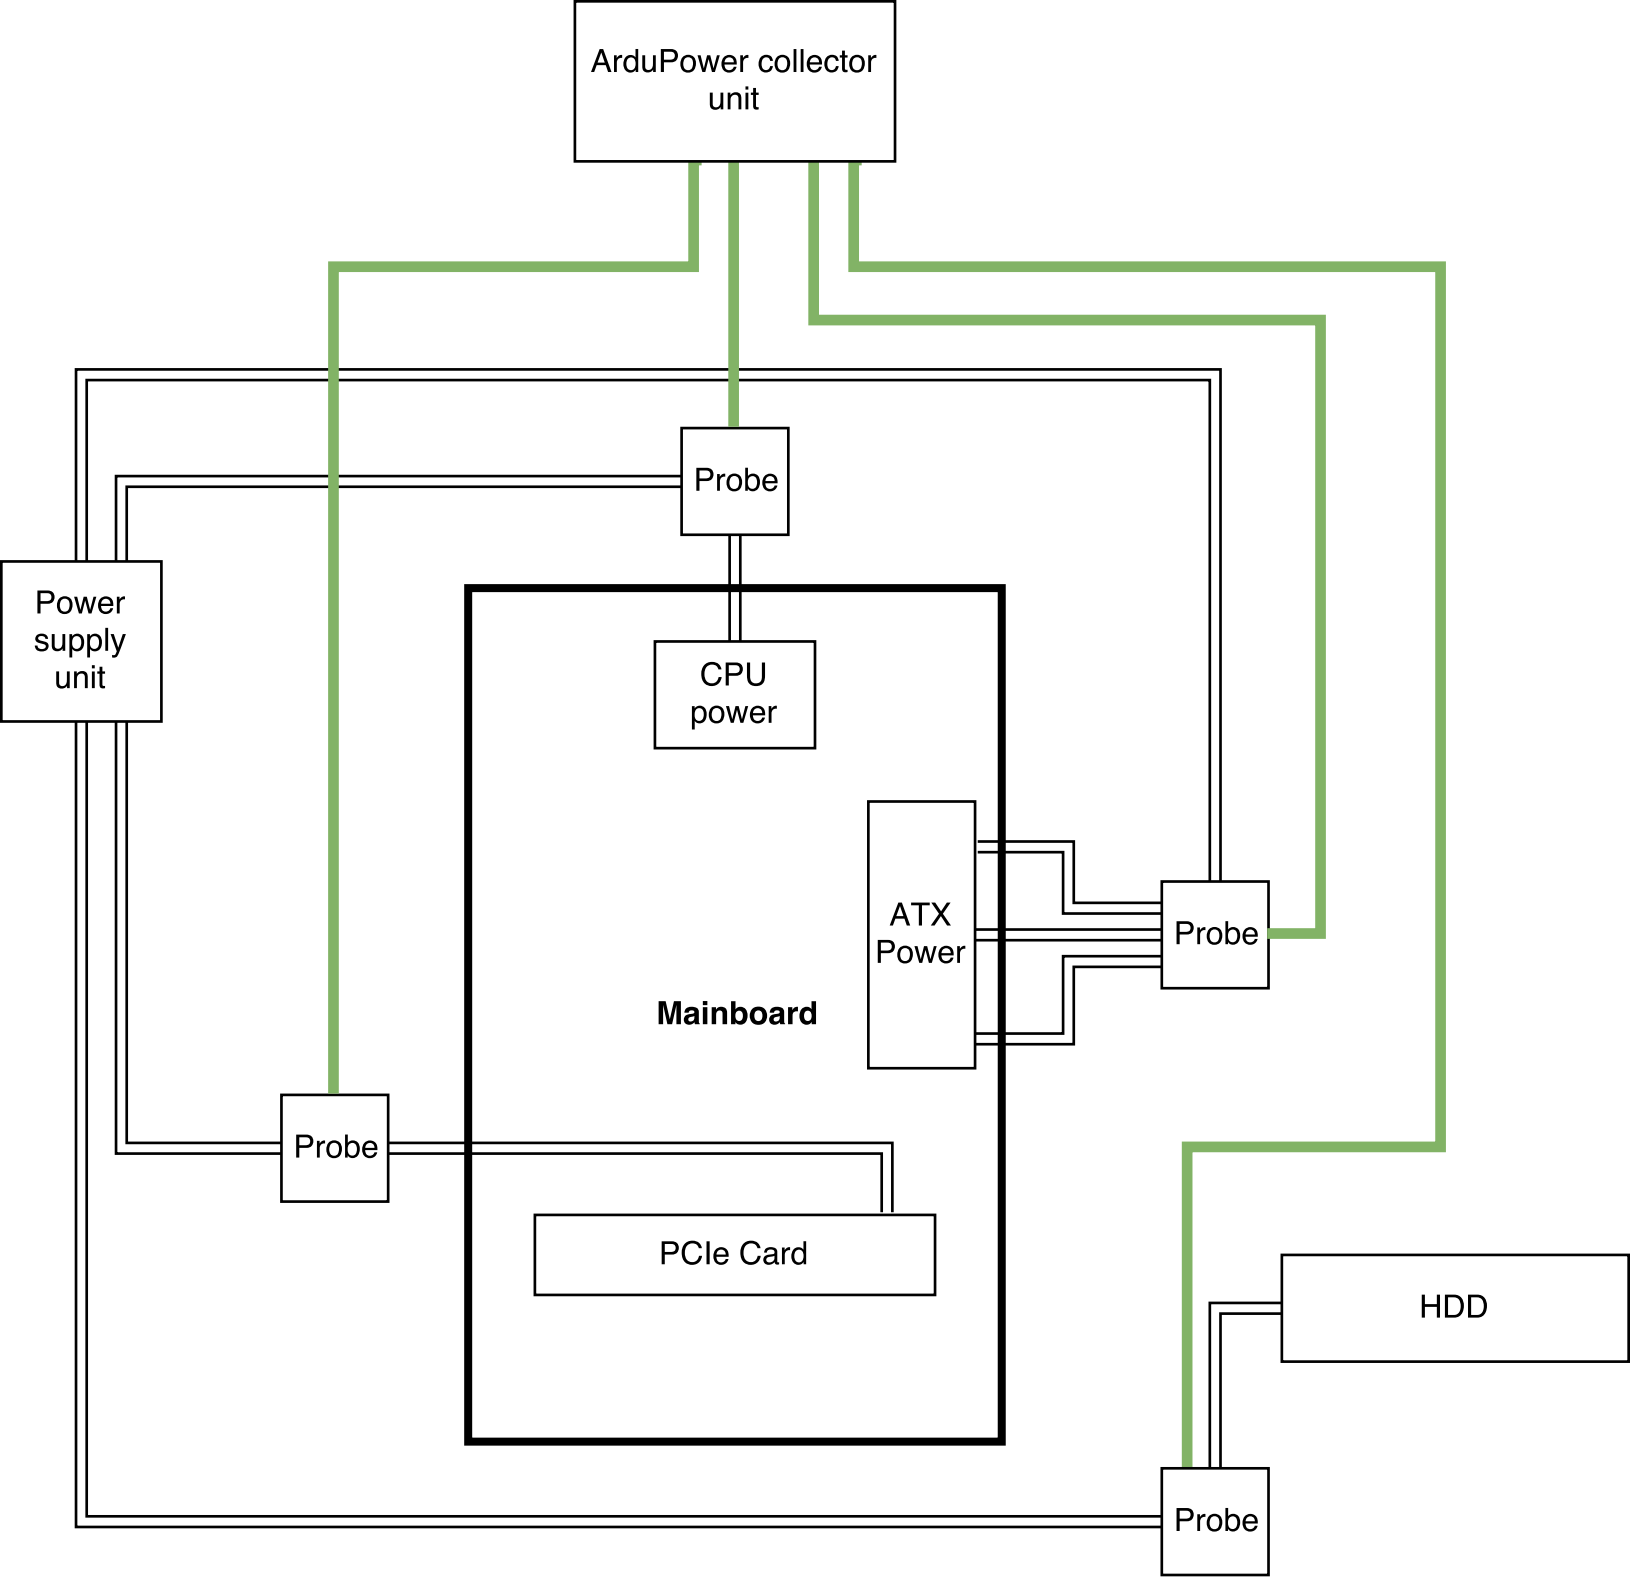 ArduPower collector
unit
Probe
Power
supply
unit
CPU
power
ATX
Power
Probe
Mainboard
Probe
PCIe Card
HDD
Probe